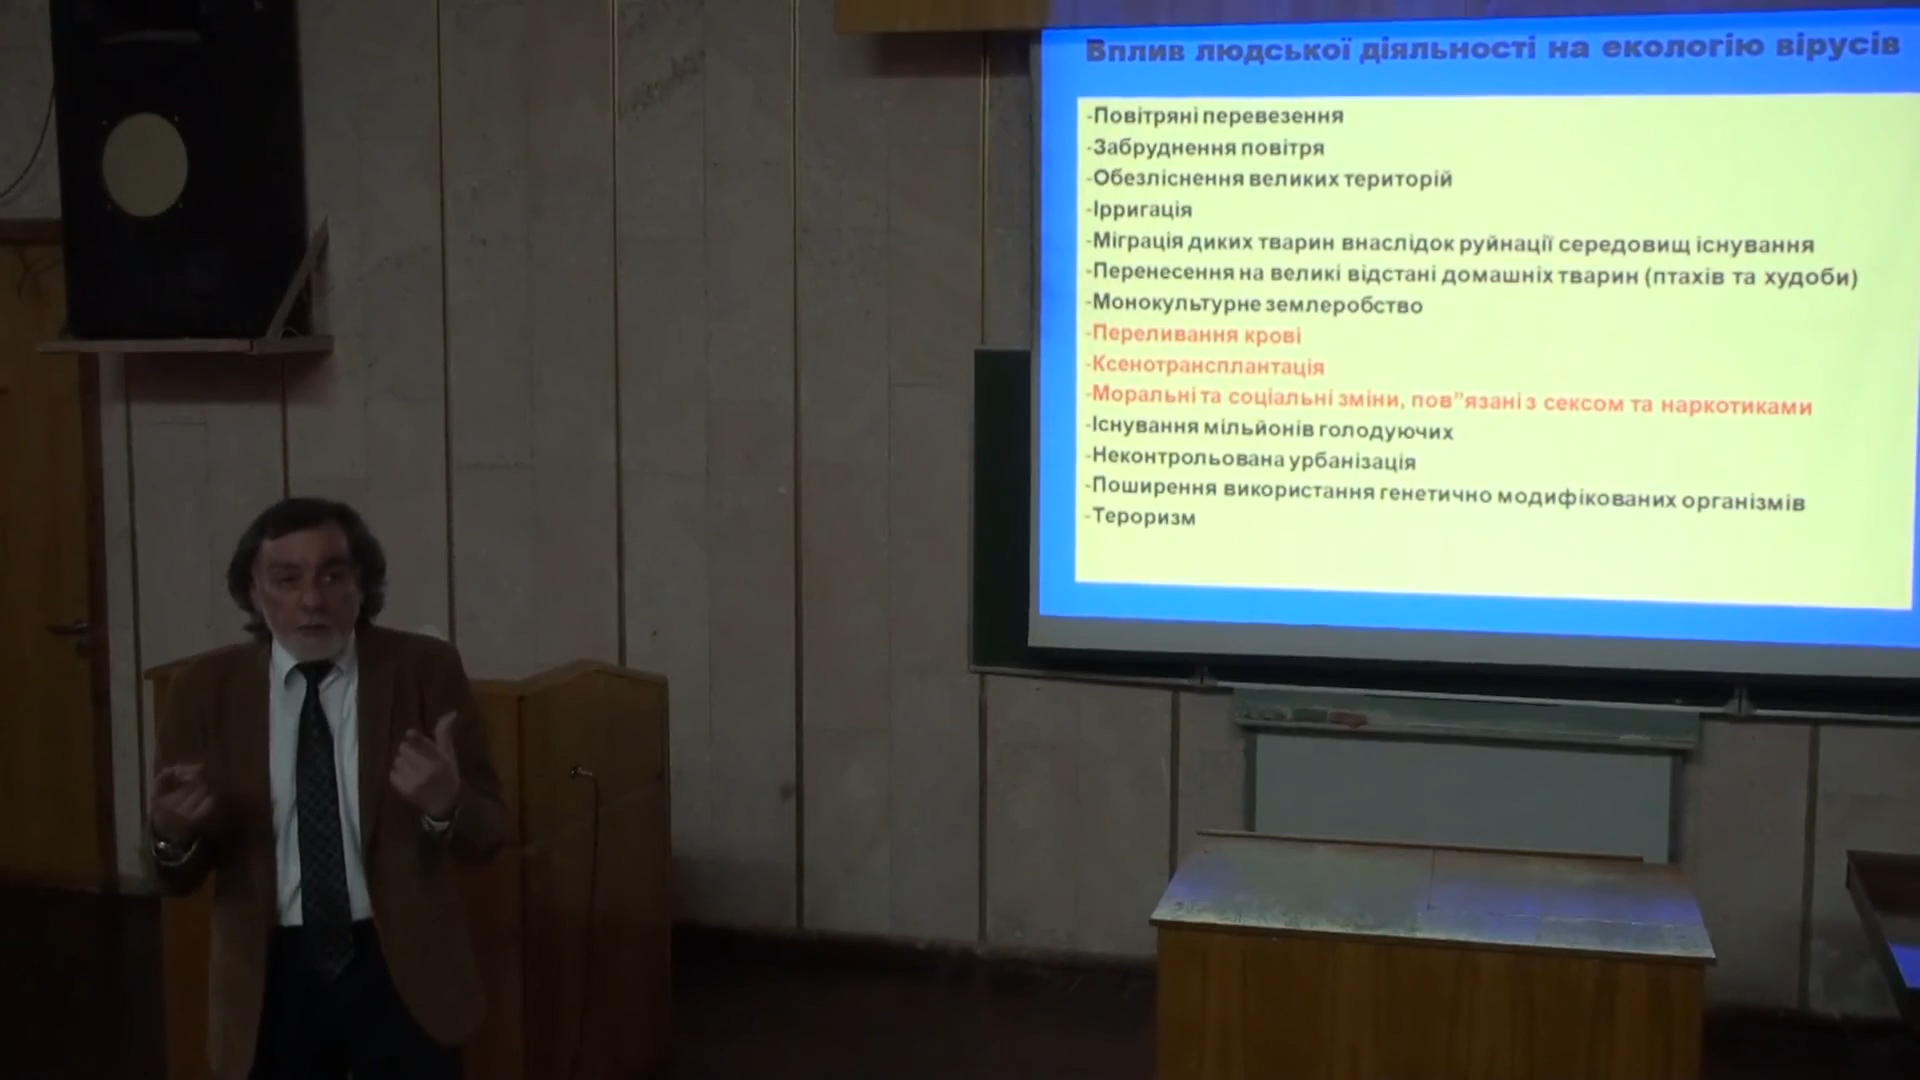 Вплив людської діяльності на екологію вірусів
-Повітряні перевезення
-Забруднення повітря
-Обезліснення великих територій
-Ірригація
-Міграція диких тварин внаслідок руйнації середовищ існування
-Перенесення на великі відстані домашніх тварин (птахів та худоби)
-Монокультурне землеробство
-Переливання крові
-Ксенотрансплантація
-Моральні та соціальні зміни, пов"язані з сексом та наркотиками
-Існування мільйонів голодуючих
-Неконтрольована урбанізація
-Поширення використання генетично модифікованих організмів
-Тероризм